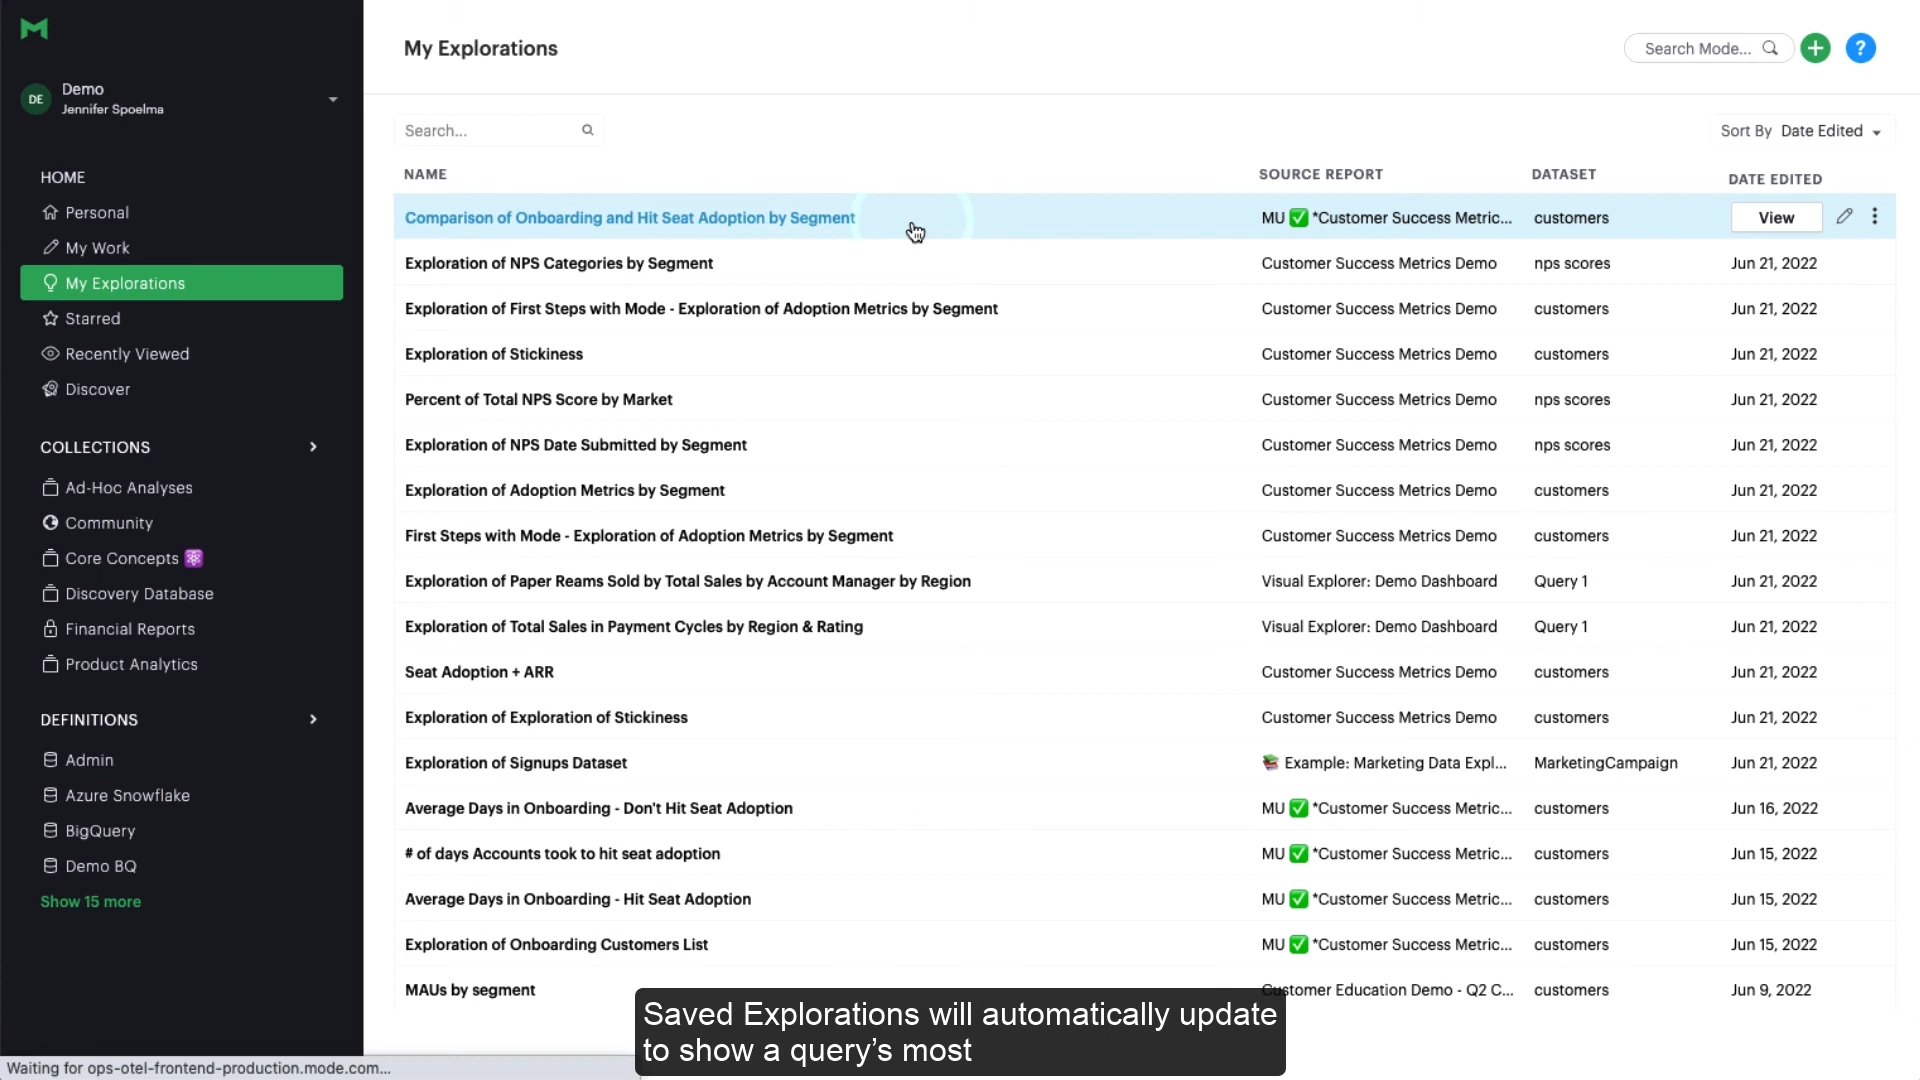 My Explorations
Search Mode...
?
DE
Demo
Jennifer Spoelma
HOME
Personal
My Work
My Explorations
Starred
Recently Viewed
Discover
COLLECTIONS
Ad-Hoc Analyses
Community
Core Concepts
Discovery Database
Financial Reports
Product Analytics
DEFINITIONS
Admin
Azure Snowflake
BigQuery
Demo BQ
Show 15 more
Search...
Sort By Date Edited
NAME SOURCE REPORT DATASET DATE EDITED
Comparison of Onboarding and Hit Seat Adoption by Segment MU ✅ *Customer Success Metric... customers View
Exploration of NPS Categories by Segment Customer Success Metrics Demo nps scores Jun 21, 2022
Exploration of First Steps with Mode - Exploration of Adoption Metrics by Segment Customer Success Metrics Demo customers Jun 21, 2022
Exploration of Stickiness Customer Success Metrics Demo customers Jun 21, 2022
Percent of Total NPS Score by Market Customer Success Metrics Demo nps scores Jun 21, 2022
Exploration of NPS Date Submitted by Segment Customer Success Metrics Demo nps scores Jun 21, 2022
Exploration of Adoption Metrics by Segment Customer Success Metrics Demo customers Jun 21, 2022
First Steps with Mode - Exploration of Adoption Metrics by Segment Customer Success Metrics Demo customers Jun 21, 2022
Exploration of Paper Reams Sold by Total Sales by Account Manager by Region Visual Explorer: Demo Dashboard Query 1 Jun 21, 2022
Exploration of Total Sales in Payment Cycles by Region & Rating Visual Explorer: Demo Dashboard Query 1 Jun 21, 2022
Seat Adoption + ARR Customer Success Metrics Demo customers Jun 21, 2022
Exploration of Exploration of Stickiness Customer Success Metrics Demo customers Jun 21, 2022
Exploration of Signups Dataset 📚 Example: Marketing Data Expl... MarketingCampaign Jun 21, 2022
Average Days in Onboarding - Don't Hit Seat Adoption MU ✅ *Customer Success Metric... customers Jun 16, 2022
# of days Accounts took to hit seat adoption MU ✅ *Customer Success Metric... customers Jun 15, 2022
Average Days in Onboarding - Hit Seat Adoption MU ✅ *Customer Success Metric... customers Jun 15, 2022
Exploration of Onboarding Customers List MU ✅ *Customer Success Metric... customers Jun 15, 2022
MAUs by segment Customer Education Demo - Q2 C... customers Jun 9, 2022
Saved Explorations will automatically update
to show a query’s most
Waiting for ops-otel-frontend-production.mode.com...